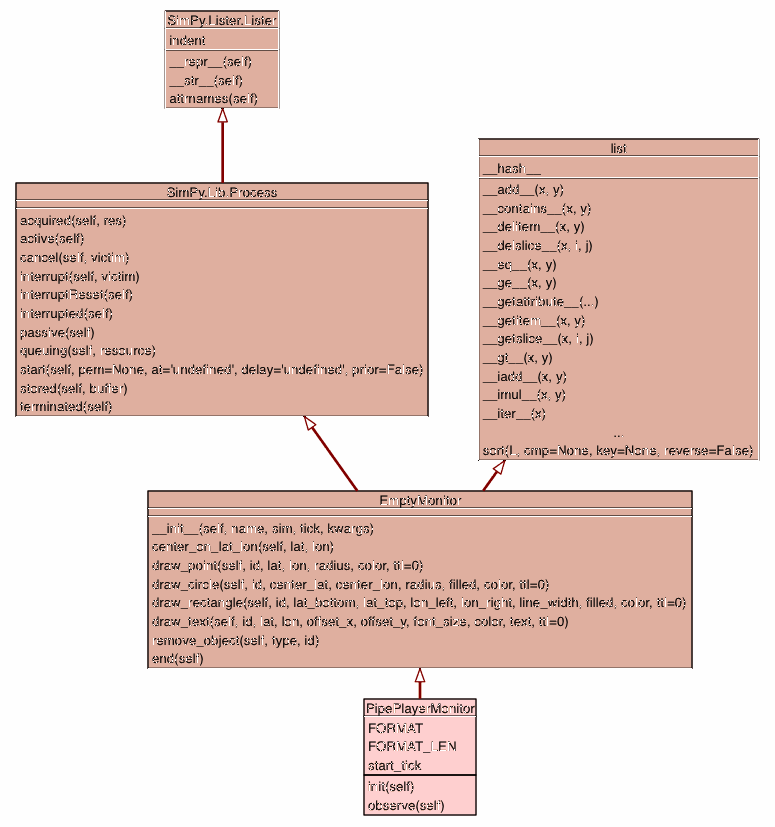 SimPy.Lister.Lister
indent
__repr__(self)
__str__(self)
attrnames(self)
SimPy.Lib.Process
acquired(self, res)
active(self)
cancel(self, victim)
interrupt(self, victim)
interruptReset(self)
interrupted(self)
passive(self)
queuing(self, resource)
start(self, pem=None, at='undefined', delay='undefined', prior=False)
stored(self, buffer)
terminated(self)
list
__hash__
__add__(x, y)
__contains__(x, y)
__delitem__(x, y)
__delslice__(x, i, j)
__eq__(x, y)
__ge__(x, y)
__getattribute__(...)
__getitem__(x, y)
__getslice__(x, i, j)
__gt__(x, y)
__iadd__(x, y)
__imul__(x, y)
__iter__(x)
...
sort(L, cmp=None, key=None, reverse=False)
EmptyMonitor
__init__(self, name, sim, tick, kwargs)
center_on_lat_lon(self, lat, lon)
draw_point(self, id, lat, lon, radius, color, ttl=0)
draw_circle(self, id, center_lat, center_lon, radius, filled, color, ttl=0)
draw_rectangle(self, id, lat_bottom, lat_top, lon_left, lon_right, line_width, filled, color, ttl=0)
draw_text(self, id, lat, lon, offset_x, offset_y, font_size, color, text, ttl=0)
remove_object(self, type, id)
end(self)
PipePlayerMonitor
FORMAT
FORMAT_LEN
start_tick
init(self)
observe(self)